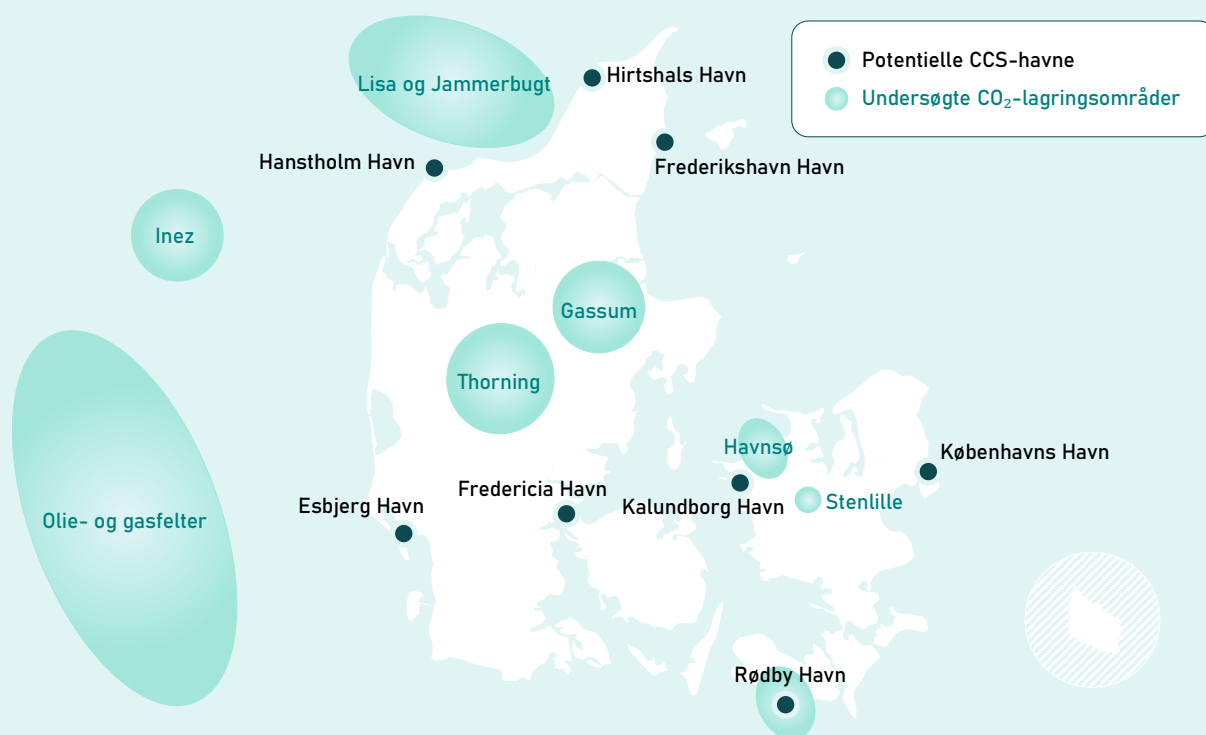 Potentielle CCS-havne
Undersøgte CO₂-lagringsområder
Lisa og Jammerbugt
Hirtshals Havn
Hanstholm Havn
Frederikshavn Havn
Inez
Gassum
Thorning
Havnsø
Københavns Havn
Fredericia Havn
Kalundborg Havn
Stenlille
Esbjerg Havn
Olie- og gasfelter
Rødby Havn